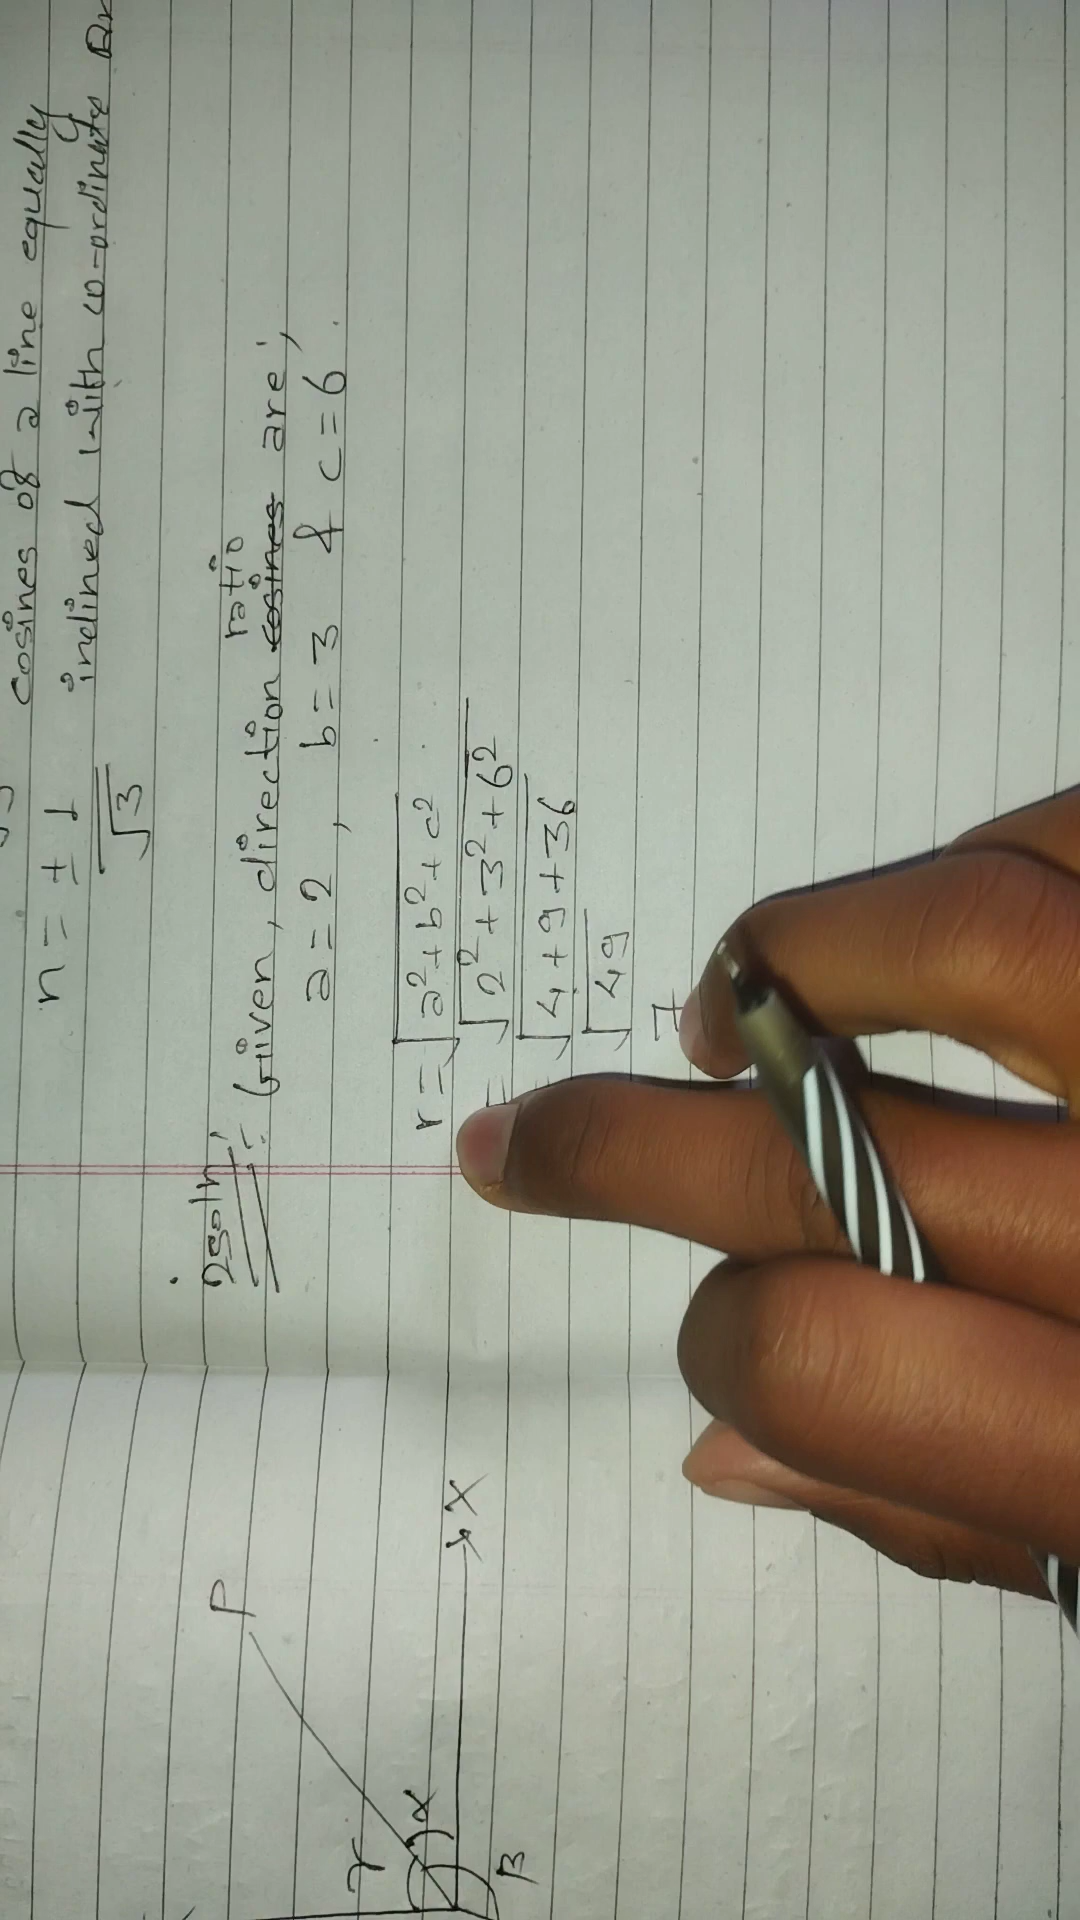 cosines of a line equally
n = ± 1 inclined with co-ordinate
√3
2soln:- Given, direction cosines ratio are,
a = 2, b = 3 & c = 6.
r = √a²+b²+c²
= √2²+3²+6²
√4+9+36
√49
7
P
X
r
α
β